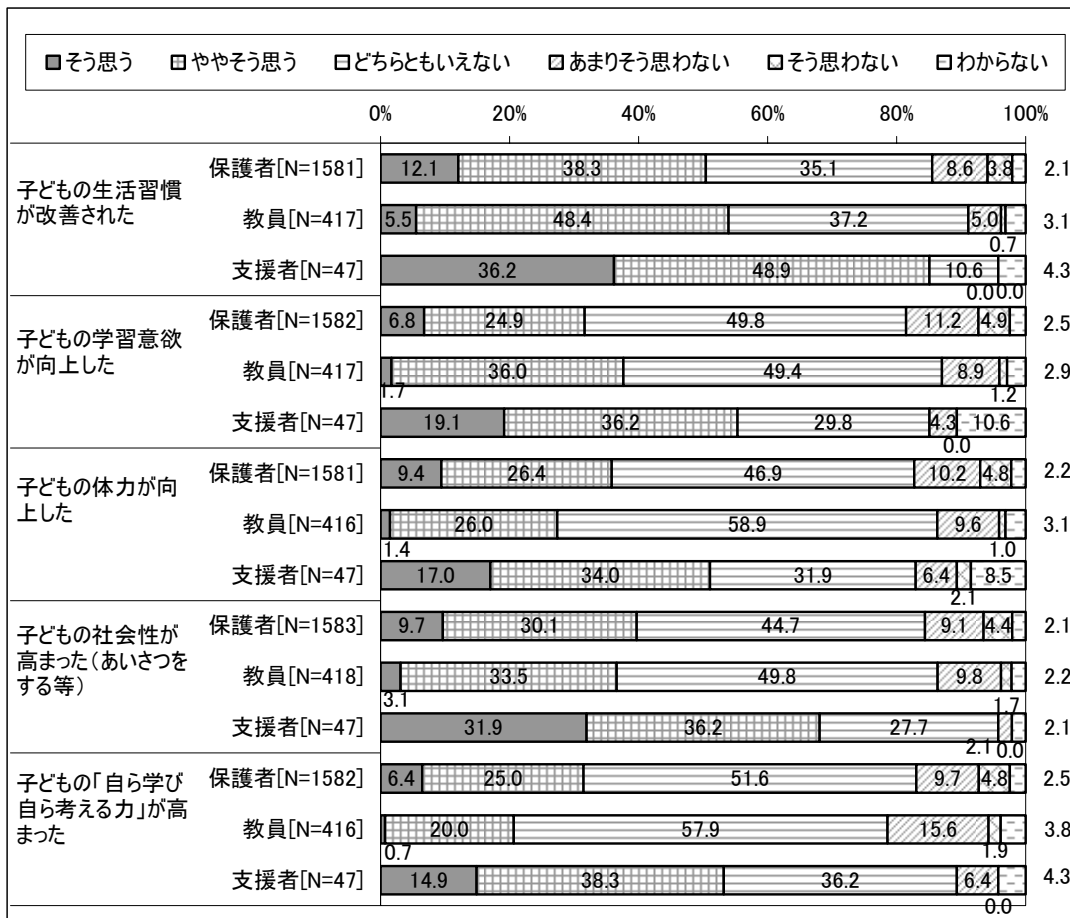 そう思う ややそう思う どちらともいえない あまりそう思わない そう思わない わからない
0% 20% 40% 60% 80% 100%
子どもの生活習慣
が改善された
保護者[N=1581] 12.1 38.3 35.1 8.6 3.8 2.1
教員[N=417] 5.5 48.4 37.2 5.0 0.7 3.1
支援者[N=47] 36.2 48.9 10.6 0.0 0.0 4.3
子どもの学習意欲
が向上した
保護者[N=1582] 6.8 24.9 49.8 11.2 4.9 2.5
教員[N=417] 1.7 36.0 49.4 8.9 1.2 2.9
支援者[N=47] 19.1 36.2 29.8 4.3 0.0 10.6
子どもの体力が向
上した
保護者[N=1581] 9.4 26.4 46.9 10.2 4.8 2.2
教員[N=416] 1.4 26.0 58.9 9.6 1.0 3.1
支援者[N=47] 17.0 34.0 31.9 6.4 2.1 8.5
子どもの社会性が
高まった(あいさつを
する等)
保護者[N=1583] 9.7 30.1 44.7 9.1 4.4 2.1
教員[N=418] 3.1 33.5 49.8 9.8 1.7 2.2
支援者[N=47] 31.9 36.2 27.7 2.1 0.0 2.1
子どもの「自ら学び
自ら考える力」が高
まった
保護者[N=1582] 6.4 25.0 51.6 9.7 4.8 2.5
教員[N=416] 0.7 20.0 57.9 15.6 1.9 3.8
支援者[N=47] 14.9 38.3 36.2 6.4 0.0 4.3